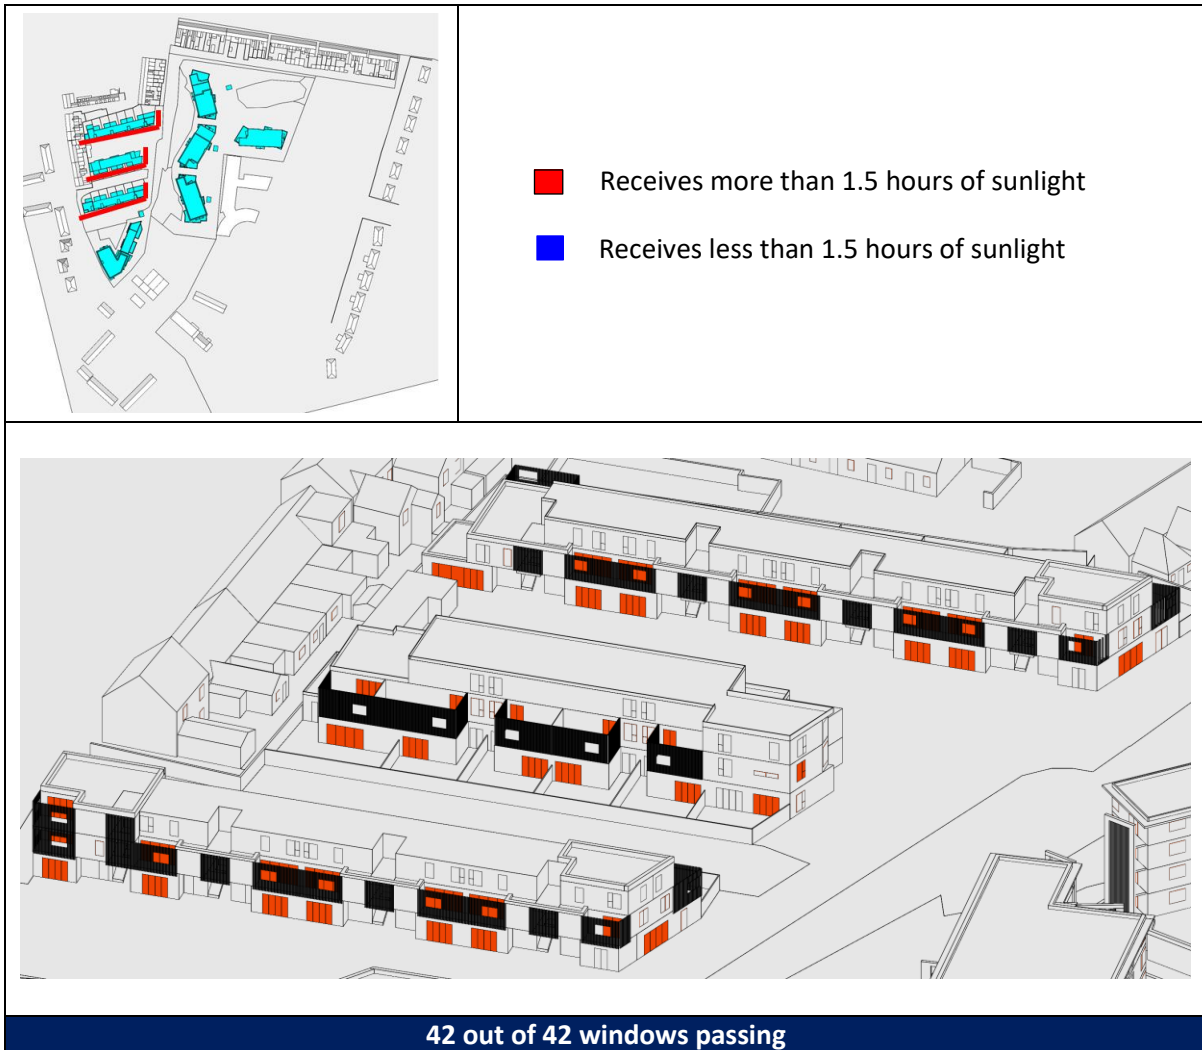 Receives more than 1.5 hours of sunlight
Receives less than 1.5 hours of sunlight
42 out of 42 windows passing